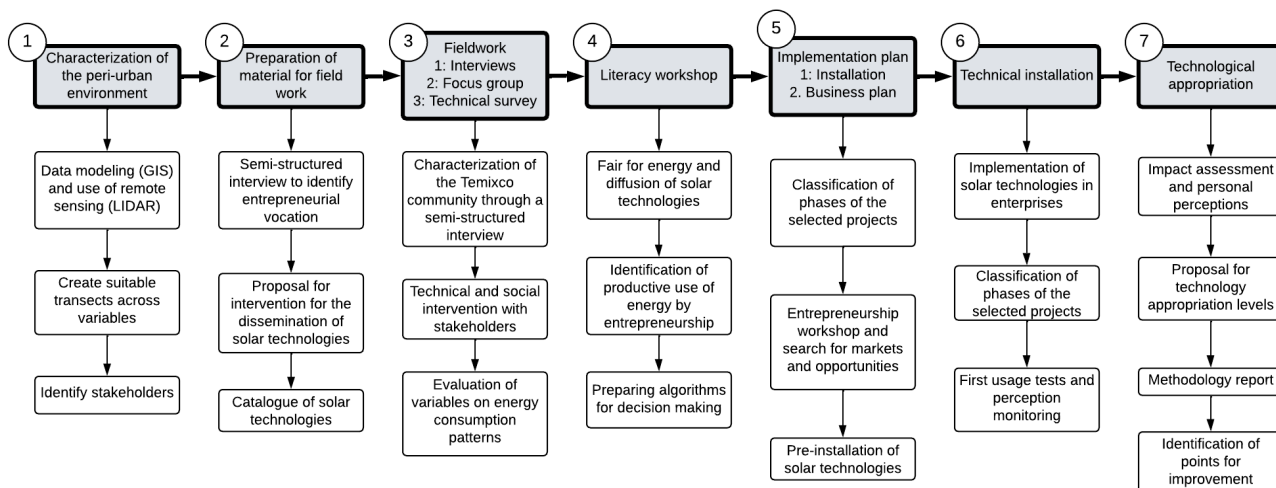 1
Characterization
of the peri-urban
environment
Data modeling (GIS)
and use of remote
sensing (LIDAR)
Create suitable
transects across
variables
Identify stakeholders
2
Preparation of
material for field
work
Semi-structured
interview to identify
entrepreneurial
vocation
Proposal for
intervention for the
dissemination of
solar technologies
Catalogue of solar
technologies
3
Fieldwork
1: Interviews
2: Focus group
3: Technical survey
Characterization of
the Temixco
community through a
semi-structured
interview
Technical and social
intervention with
stakeholders
Evaluation of
variables on energy
consumption
patterns
4
Literacy workshop
Fair for energy and
diffusion of solar
technologies
Identification of
productive use of
energy by
entrepreneurship
Preparing algorithms
for decision making
5
Implementation plan
1: Installation
2. Business plan
Classification of
phases of the
selected projects
Entrepreneurship
workshop and
search for markets
and opportunities
Pre-installation of
solar technologies
6
Technical installation
Implementation of
solar technologies in
enterprises
Classification of
phases of the
selected projects
First usage tests and
perception
monitoring
7
Technological
appropriation
Impact assessment
and personal
perceptions
Proposal for
technology
appropriation levels
Methodology report
Identification of
points for
improvement